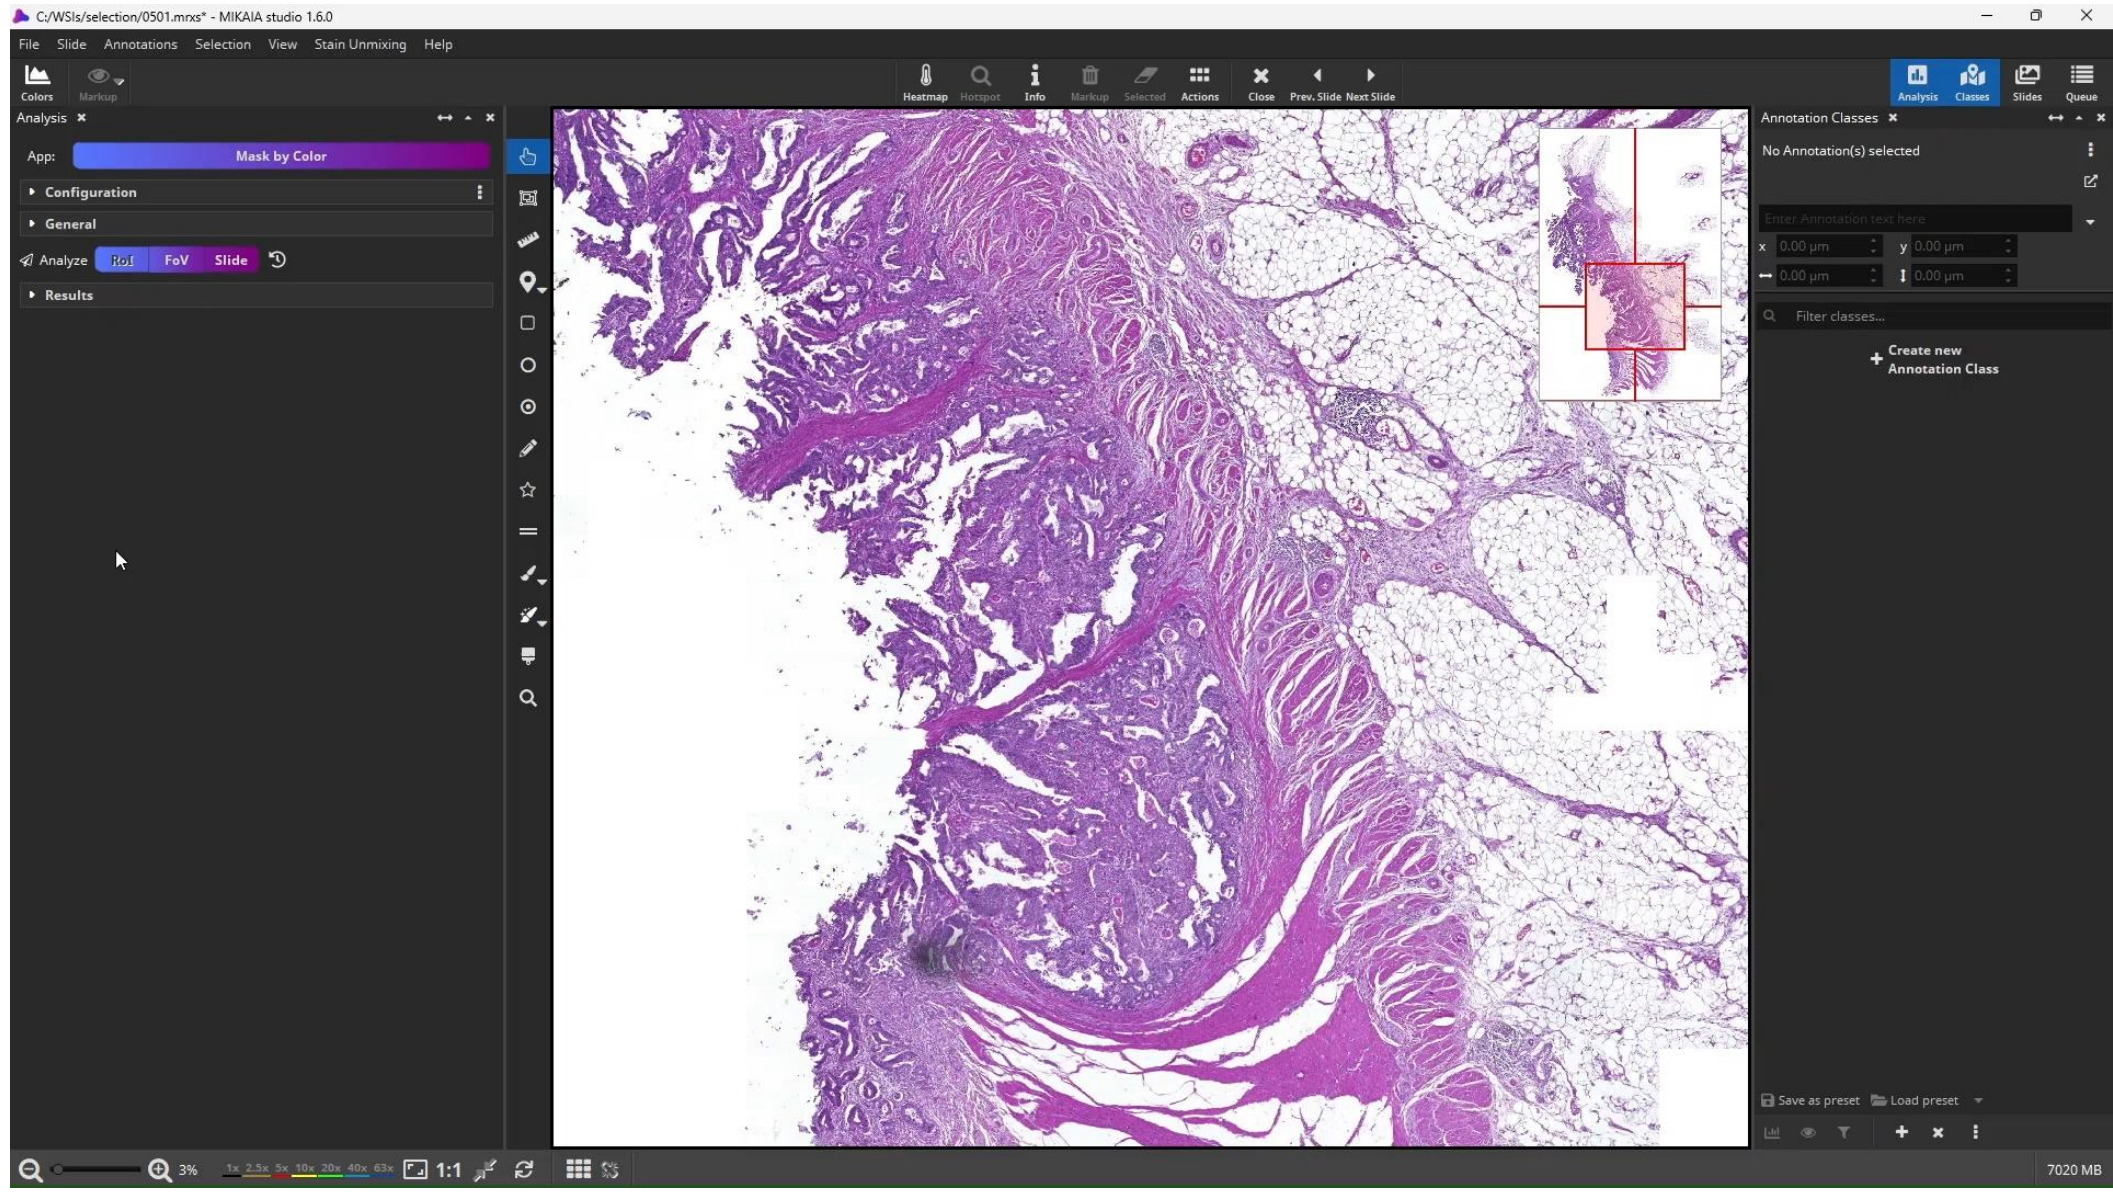 C:/WSIs/selection/0501.mrxs* - MIKAIA studio 1.6.0
File Slide Annotations Selection View Stain Unmixing Help
Colors Markup Heatmap Hotspot Info Markup Selected Actions Close Prev. Slide Next Slide Analysis Classes Slides Queue
Analysis
App: Mask by Color
Configuration
General
Analyze RoI FoV Slide
Results
Annotation Classes
No Annotation(s) selected
Enter Annotation text here
x 0.00 µm y 0.00 µm
0.00 µm 0.00 µm
Filter classes...
Create new
Annotation Class
Save as preset Load preset
3% 1x 2.5x 5x 10x 20x 40x 63x 1:1 7020 MB